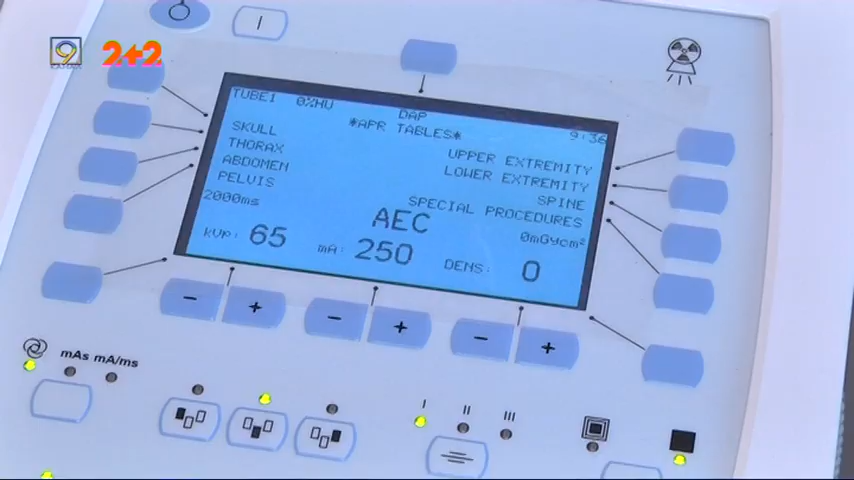 9
КАНАЛ
2+2
TUBE1 0%HU
DAP
*APR TABLES*
9:36
SKULL
THORAX
ABDOMEN
PELVIS
UPPER EXTREMITY
LOWER EXTREMITY
SPINE
SPECIAL PROCEDURES
2000ms
AEC
0mGycm²
kVp: 65
mA: 250
DENS: 0
- +
- +
- +
mAs mA/ms
I II III